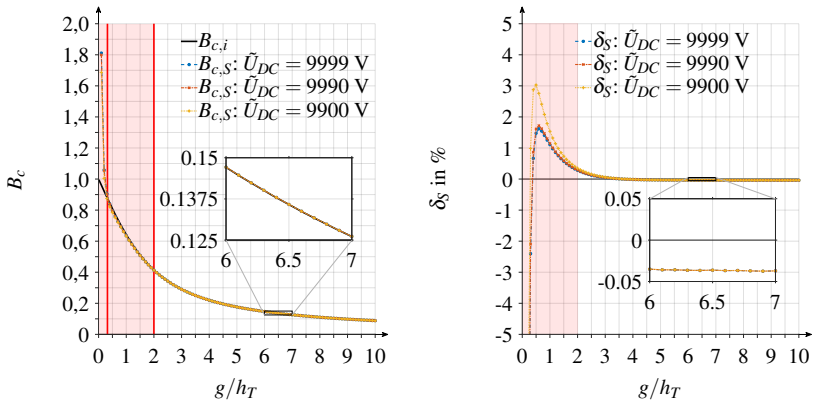 2,0
1,8
1,6
1,4
1,2
1,0
0,8
0,6
0,4
0,2
B_c
0 0 1 2 3 4 5 6 7 8 9 10
g/h_T
B_{c,i}
B_{c,S}: Ũ_{DC} = 9999 V
B_{c,S}: Ũ_{DC} = 9990 V
B_{c,S}: Ũ_{DC} = 9900 V
0.15
0.1375
0.125
6 6.5 7
5
4
3
2
1
0
-1
-2
-3
-4
-5
δ_S in %
0 1 2 3 4 5 6 7 8 9 10
g/h_T
δ_S: Ũ_{DC} = 9999 V
δ_S: Ũ_{DC} = 9990 V
δ_S: Ũ_{DC} = 9900 V
0.05
0
-0.05
6 6.5 7